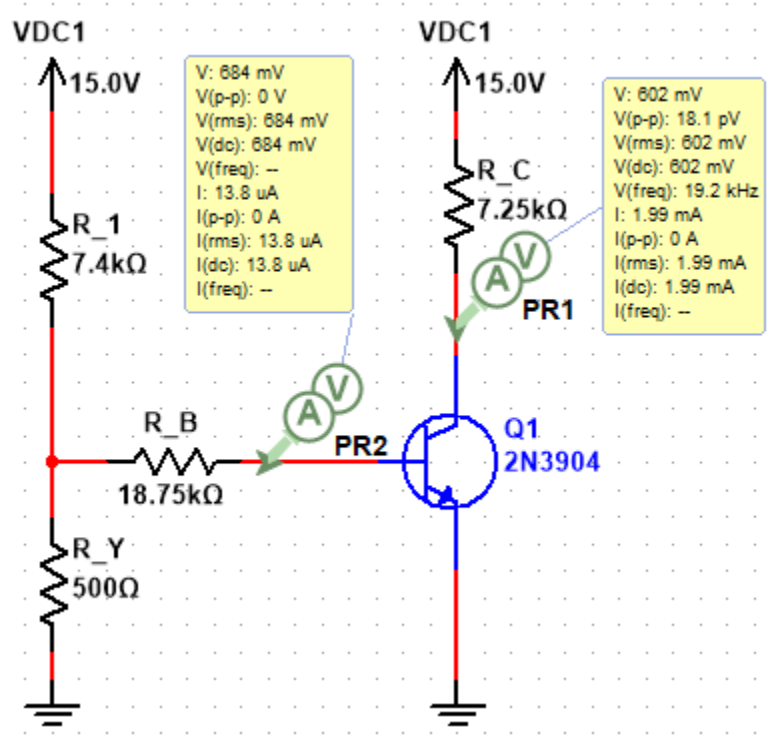 VDC1
15.0V
R_1
7.4kΩ
V: 684 mV
V(p-p): 0 V
V(rms): 684 mV
V(dc): 684 mV
V(freq): --
I: 13.8 uA
I(p-p): 0 A
I(rms): 13.8 uA
I(dc): 13.8 uA
I(freq): --
VDC1
15.0V
R_C
7.25kΩ
V: 602 mV
V(p-p): 18.1 pV
V(rms): 602 mV
V(dc): 602 mV
V(freq): 19.2 kHz
I: 1.99 mA
I(p-p): 0 A
I(rms): 1.99 mA
I(dc): 1.99 mA
I(freq): --
V
A
PR1
V
A
PR2
R_B
18.75kΩ
Q1
2N3904
R_Y
500Ω